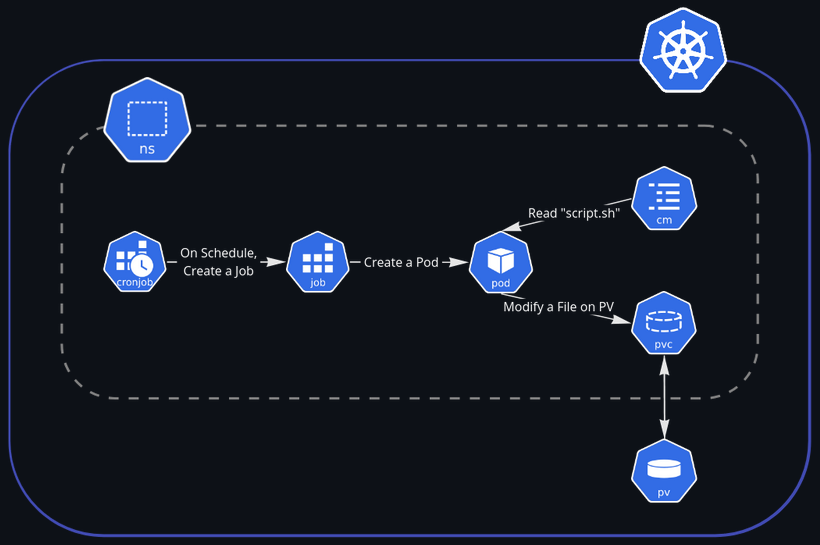 ns
cm
Read "script.sh"
On Schedule,
Create a Job
Create a Pod
cronjob
job
pod
Modify a File on PV
pvc
pv